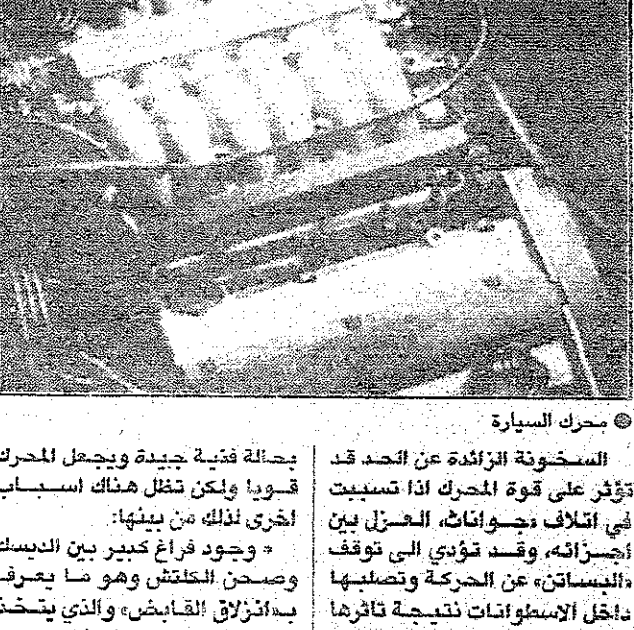 محرك السيارة
السخونة الزائدة عن الحد قد
تؤثر على قوة المحرك اذا تسببت
في اتلاف «جوانات» العزل بين
اجزائه، وقد تؤدي الى توقف
«البساتن» عن الحركة وتصلبها
داخل الاسطوانات نتيجة تاثرها
بحالة فنية جيدة ويجعل المحرك
قويا ولكن تظل هناك اسباب
اخرى لذلك من بينها:
* وجود فراغ كبير بين الديسك
وصحن الكلتش وهو ما يعرف
بـ«انزلاق القابض» والذي يتخذ